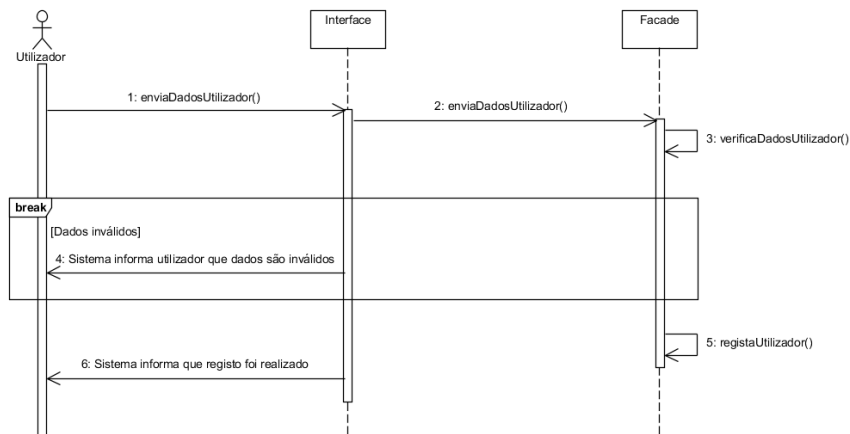 Interface
Facade
Utilizador
1: enviaDadosUtilizador()
2: enviaDadosUtilizador()
3: verificaDadosUtilizador()
break
[Dados inválidos]
4: Sistema informa utilizador que dados são inválidos
5: registaUtilizador()
6: Sistema informa que registo foi realizado